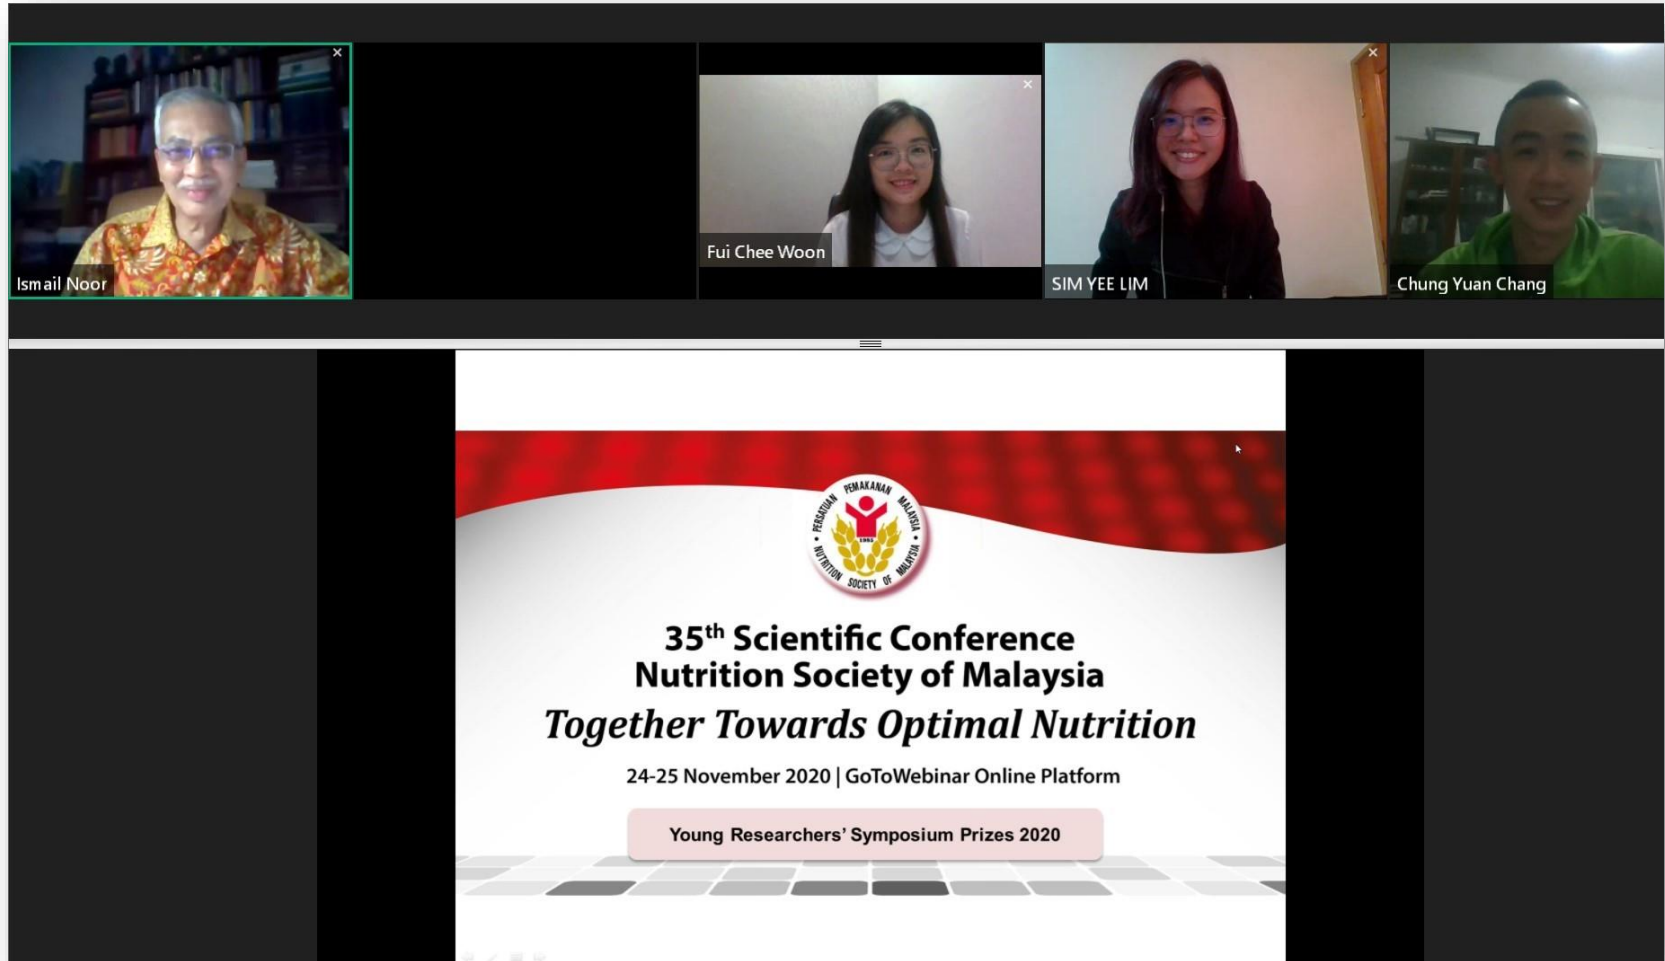 Ismail Noor
Fui Chee Woon
SIM YEE LIM
Chung Yuan Chang
PERSATUAN PEMAKANAN MALAYSIA
1985
NUTRITION SOCIETY OF MALAYSIA
35th Scientific Conference
Nutrition Society of Malaysia
Together Towards Optimal Nutrition
24-25 November 2020 | GoToWebinar Online Platform
Young Researchers’ Symposium Prizes 2020